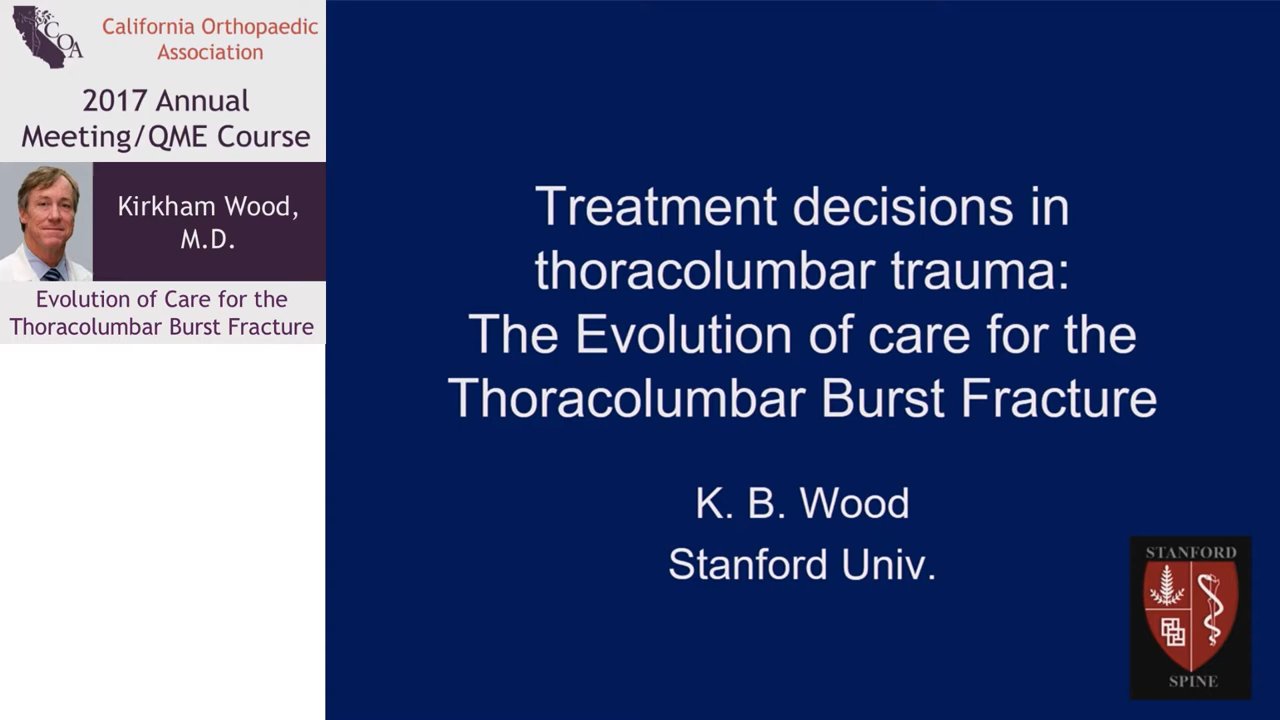 COA
California Orthopaedic
Association
2017 Annual
Meeting/QME Course
Kirkham Wood,
M.D.
Evolution of Care for the
Thoracolumbar Burst Fracture
Treatment decisions in
thoracolumbar trauma:
The Evolution of care for the
Thoracolumbar Burst Fracture
K. B. Wood
Stanford Univ.
STANFORD
SPINE